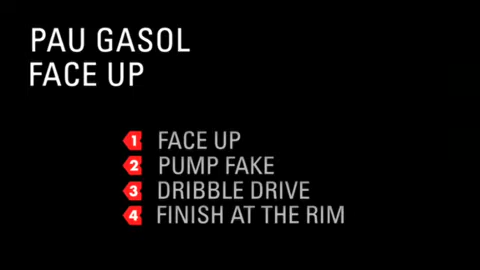 PAU GASOL
FACE UP
1 FACE UP
2 PUMP FAKE
3 DRIBBLE DRIVE
4 FINISH AT THE RIM